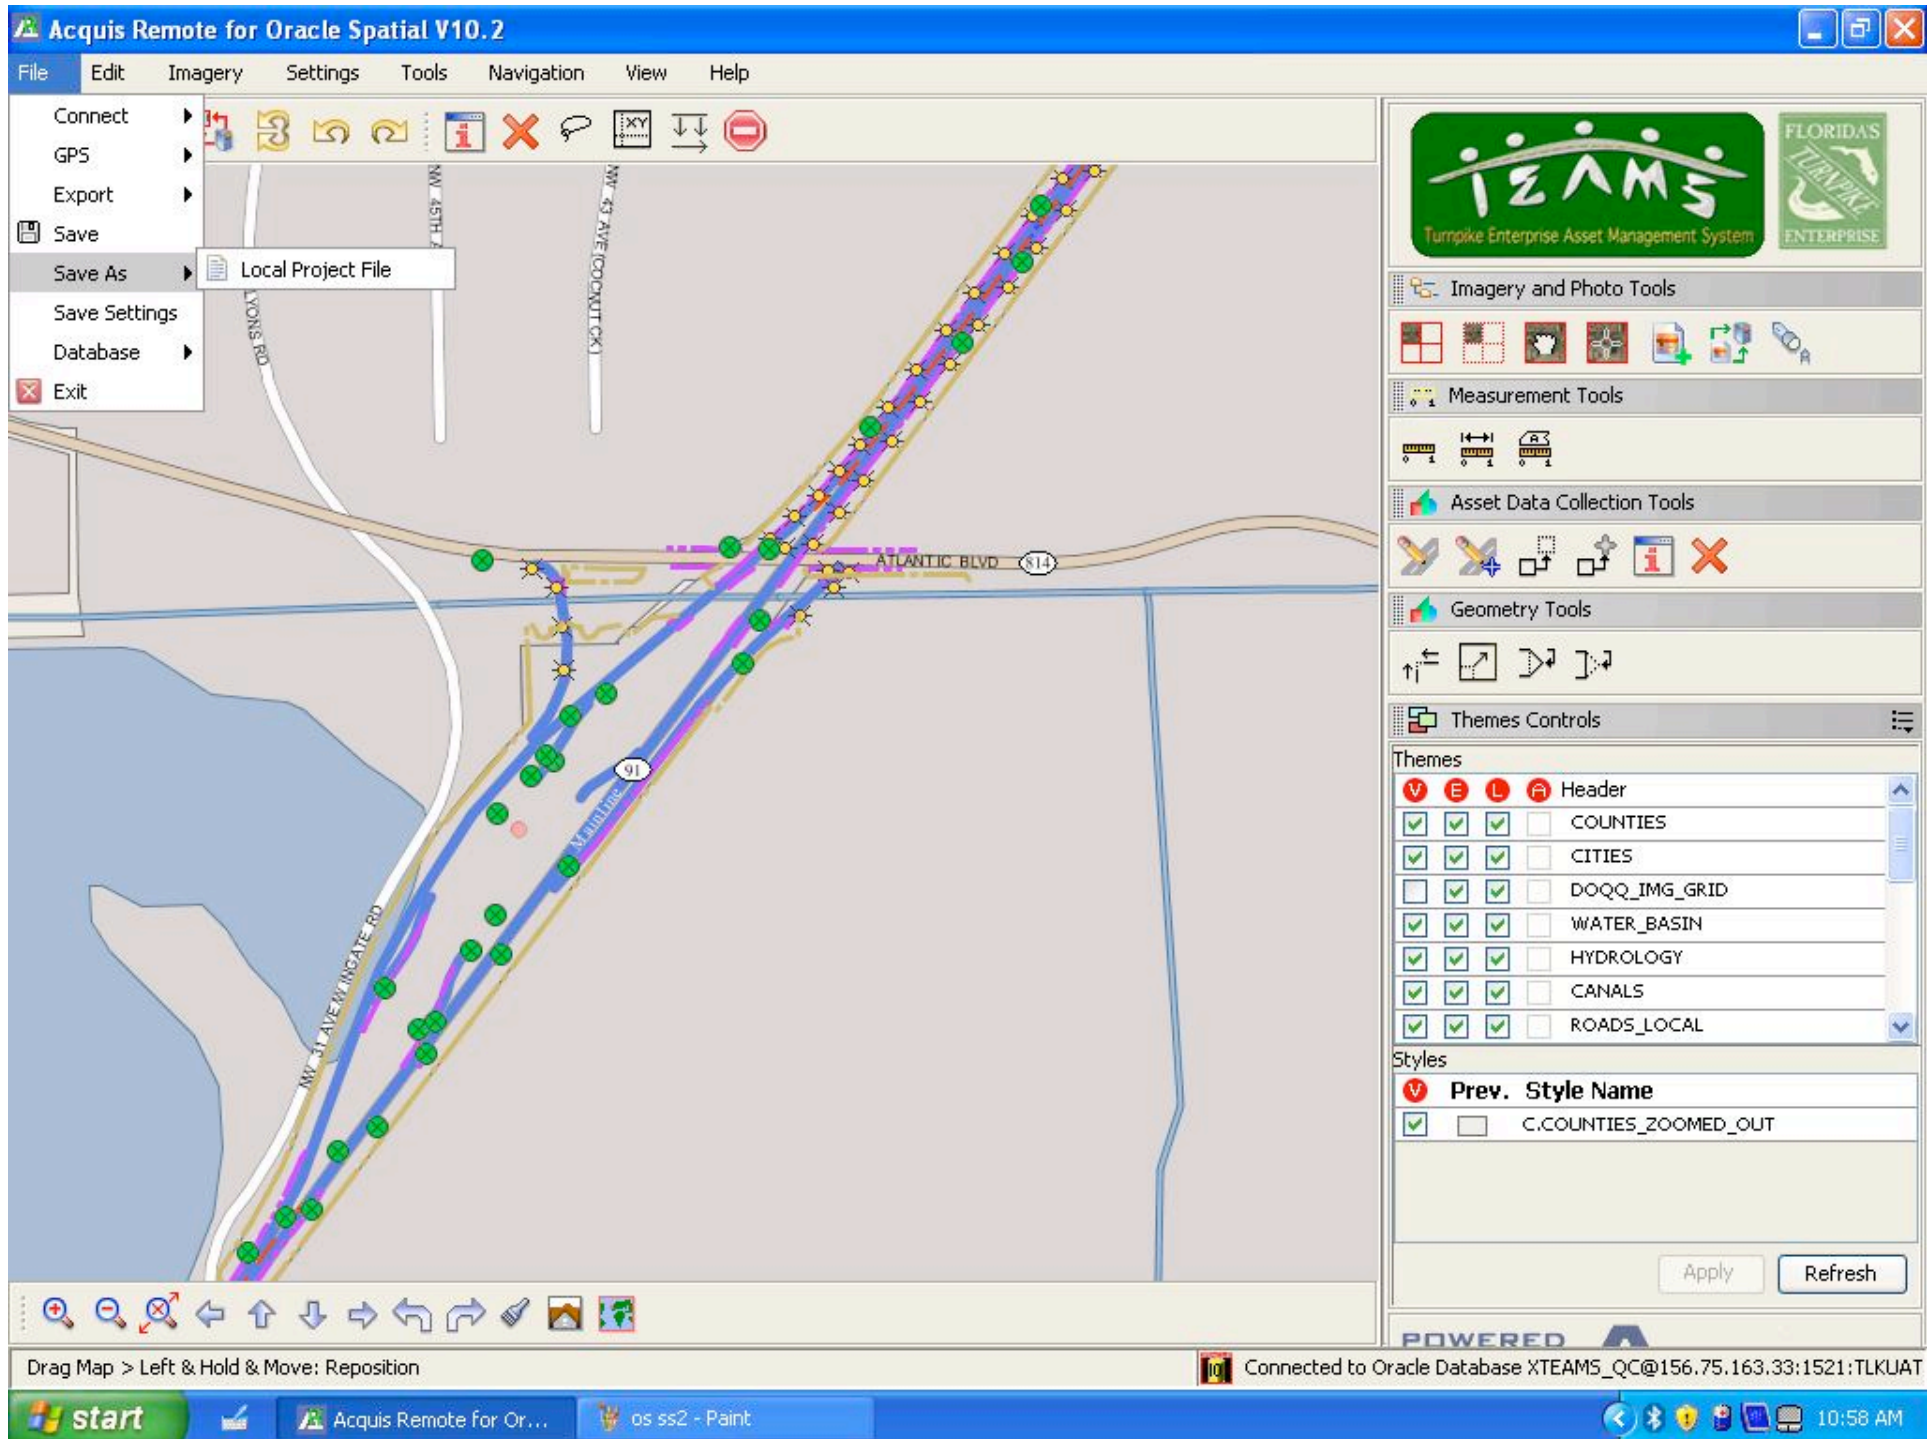 Acquis Remote for Oracle Spatial V10.2
File Edit Imagery Settings Tools Navigation View Help
Connect
GPS
Export
Save
Save As
Local Project File
Save Settings
Database
Exit
XY
LYONS RD
NW 45TH A
NW 43 AVE (COCNUT CK)
ATLANTIC BLVD
814
91
Mainline
NW 31 AVE/WINGATE RD
TEAMS
Turnpike Enterprise Asset Management System
FLORIDA'S
TURNPIKE
ENTERPRISE
Imagery and Photo Tools
Measurement Tools
Asset Data Collection Tools
Geometry Tools
Themes Controls
Themes
V E L A Header
COUNTIES
CITIES
DOQQ_IMG_GRID
WATER_BASIN
HYDROLOGY
CANALS
ROADS_LOCAL
Styles
V Prev. Style Name
C.COUNTIES_ZOOMED_OUT
Apply Refresh
POWERED
Drag Map > Left & Hold & Move: Reposition
Connected to Oracle Database XTEAMS_QC@156.75.163.33:1521:TLKUAT
start
Acquis Remote for Or...
os ss2 - Paint
10:58 AM